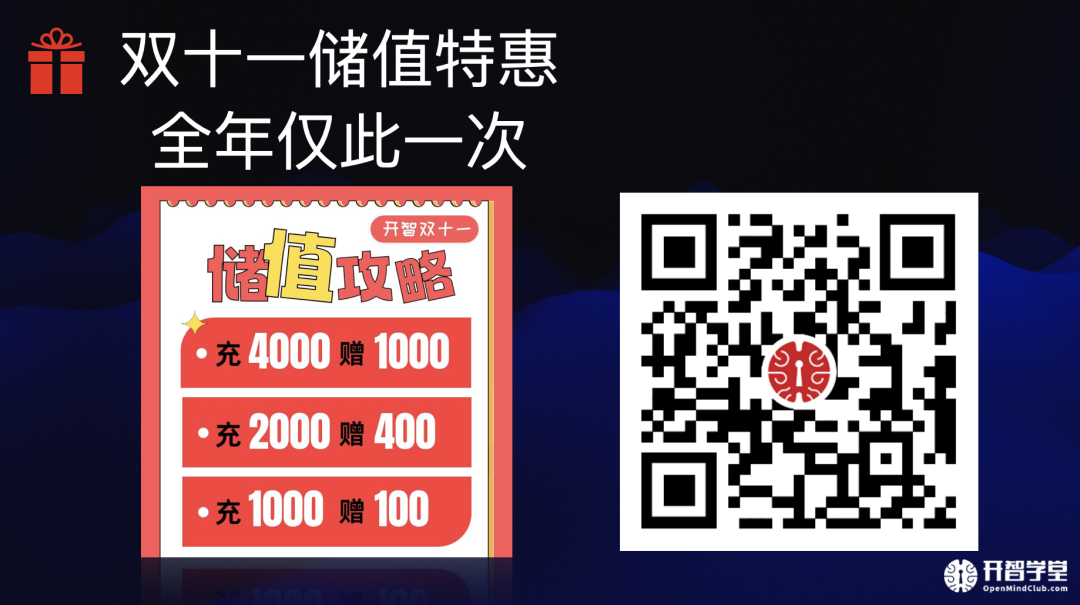 双十一储值特惠
全年仅此一次
开智双十一
储值攻略
• 充 4000 赠 1000
• 充 2000 赠 400
• 充 1000 赠 100
开智学堂
OpenMindClub.com